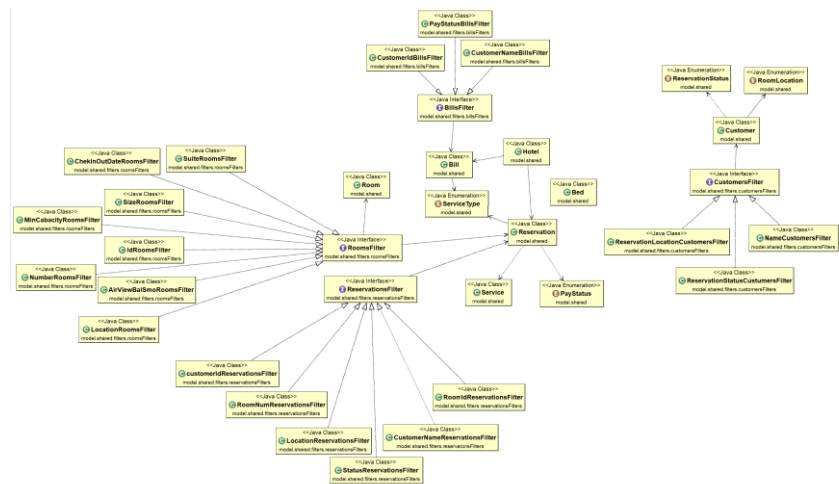 <<Java Class>>
PayStatusBillsFilter
model.shared.filters.billsFilters
<<Java Class>>
CustomerIdBillsFilter
model.shared.filters.billsFilters
<<Java Class>>
CustomerNameBillsFilter
model.shared.filters.billsFilters
<<Java Enumeration>>
ReservationStatus
model.shared
<<Java Enumeration>>
RoomLocation
model.shared
<<Java Interface>>
BillsFilter
model.shared.filters.billsFilters
<<Java Class>>
Customer
model.shared
<<Java Class>>
ChekInOutDateRoomsFilter
model.shared.filters.roomsFilters
<<Java Class>>
SuiteRoomsFilter
model.shared.filters.roomsFilters
<<Java Class>>
Bill
model.shared
<<Java Class>>
Hotel
model.shared
<<Java Class>>
Room
model.shared
<<Java Class>>
Bed
model.shared
<<Java Interface>>
CustomersFilter
model.shared.filters.customersFilters
<<Java Class>>
SizeRoomsFilter
model.shared.filters.roomsFilters
<<Java Enumeration>>
ServiceType
model.shared
<<Java Class>>
MinCabacityRoomsFilter
model.shared.filters.roomsFilters
<<Java Class>>
Reservation
model.shared
<<Java Class>>
ReservationLocationCustomersFilter
model.shared.filters.customersFilters
<<Java Class>>
NameCustomersFilter
model.shared.filters.customersFilters
<<Java Class>>
IdRoomsFilter
model.shared.filters.roomsFilters
<<Java Interface>>
RoomsFilter
model.shared.filters.roomsFilters
<<Java Class>>
NumberRoomsFilter
model.shared.filters.roomsFilters
<<Java Class>>
AirViewBalSmoRoomsFilter
model.shared.filters.roomsFilters
<<Java Interface>>
ReservationsFilter
model.shared.filters.reservationsFilters
<<Java Class>>
Service
model.shared
<<Java Enumeration>>
PayStatus
model.shared
<<Java Class>>
ReservationStatusCustumersFilter
model.shared.filters.customersFilters
<<Java Class>>
LocationRoomsFilter
model.shared.filters.roomsFilters
<<Java Class>>
customerIdReservationsFilter
model.shared.filters.reservationsFilters
<<Java Class>>
RoomIdReservationsFilter
model.shared.filters.reservationsFilters
<<Java Class>>
RoomNumReservationsFilter
model.shared.filters.reservationsFilters
<<Java Class>>
LocationReservationsFilter
model.shared.filters.reservationsFilters
<<Java Class>>
CustomerNameReservationsFilter
model.shared.filters.reservationsFilters
<<Java Class>>
StatusReservationsFilter
model.shared.filters.reservationsFilters